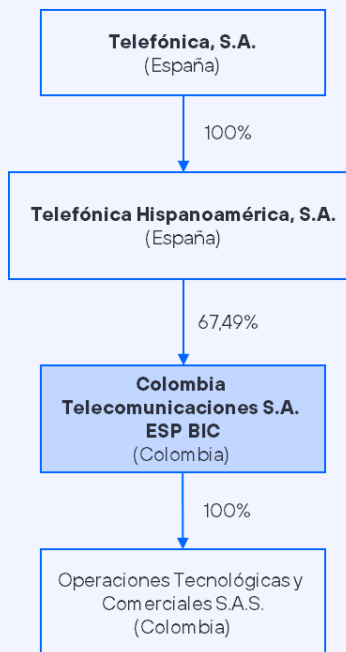 Telefónica, S.A.
(España)
100%
Telefónica Hispanoamérica, S.A.
(España)
67,49%
Colombia
Telecomunicaciones S.A.
ESP BIC
(Colombia)
100%
Operaciones Tecnológicas y
Comerciales S.A.S.
(Colombia)